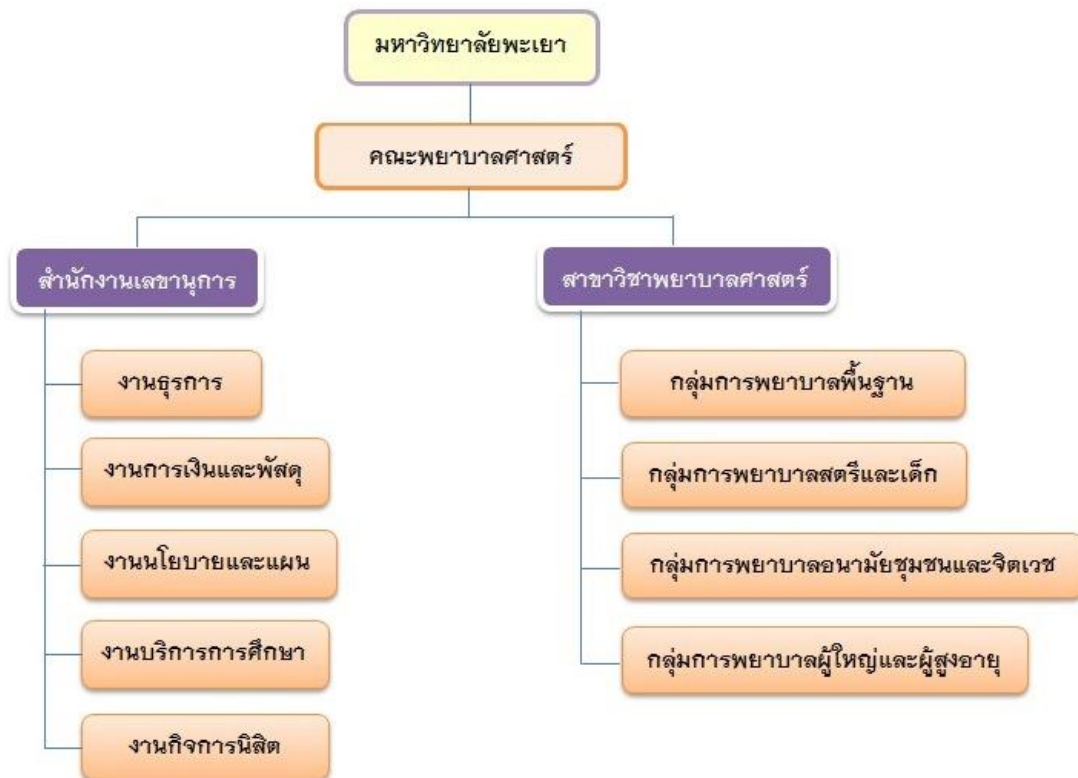 มหาวิทยาลัยพะเยา
คณะพยาบาลศาสตร์
สำนักงานเลขานุการ
งานธุรการ
งานการเงินและพัสดุ
งานนโยบายและแผน
งานบริการการศึกษา
งานกิจการนิสิต
สาขาวิชาพยาบาลศาสตร์
กลุ่มการพยาบาลพื้นฐาน
กลุ่มการพยาบาลสตรีและเด็ก
กลุ่มการพยาบาลอนามัยชุมชนและจิตเวช
กลุ่มการพยาบาลผู้ใหญ่และผู้สูงอายุ